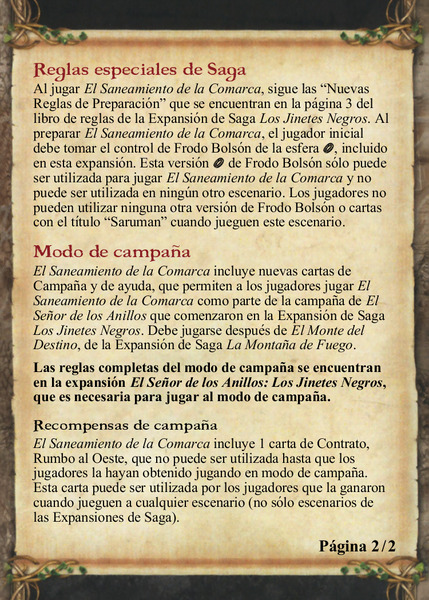 Reglas especiales de Saga
Al jugar El Saneamiento de la Comarca, sigue las “Nuevas
Reglas de Preparación” que se encuentran en la página 3 del
libro de reglas de la Expansión de Saga Los Jinetes Negros. Al
preparar El Saneamiento de la Comarca, el jugador inicial
debe tomar el control de Frodo Bolsón de la esfera , incluido
en esta expansión. Esta versión de Frodo Bolsón sólo puede
ser utilizada para jugar El Saneamiento de la Comarca y no
puede ser utilizada en ningún otro escenario. Los jugadores no
pueden utilizar ninguna otra versión de Frodo Bolsón o cartas
con el título “Saruman” cuando jueguen este escenario.
Modo de campaña
El Saneamiento de la Comarca incluye nuevas cartas de
Campaña y de ayuda, que permiten a los jugadores jugar El
Saneamiento de la Comarca como parte de la campaña de El
Señor de los Anillos que comenzaron en la Expansión de Saga
Los Jinetes Negros. Debe jugarse después de El Monte del
Destino, de la Expansión de Saga La Montaña de Fuego.
Las reglas completas del modo de campaña se encuentran
en la expansión El Señor de los Anillos: Los Jinetes Negros,
que es necesaria para jugar al modo de campaña.
Recompensas de campaña
El Saneamiento de la Comarca incluye 1 carta de Contrato,
Rumbo al Oeste, que no puede ser utilizada hasta que los
jugadores la hayan obtenido jugando en modo de campaña.
Esta carta puede ser utilizada por los jugadores que la ganaron
cuando jueguen a cualquier escenario (no sólo escenarios de
las Expansiones de Saga).
Página 2/2